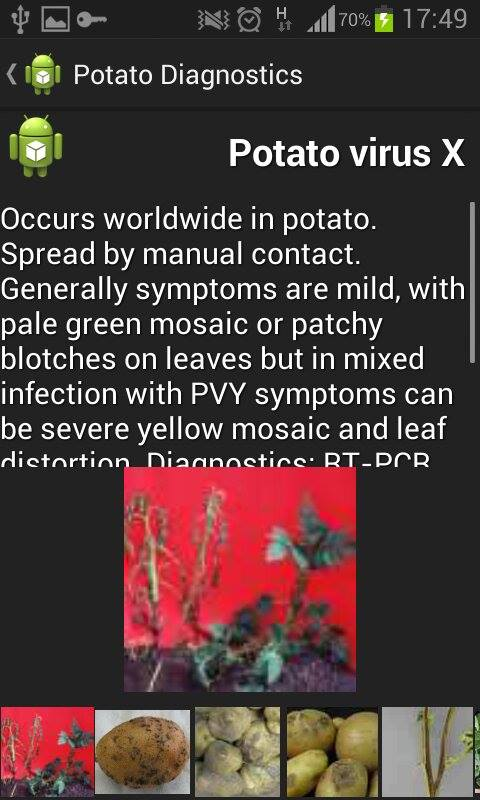 H 70% 17:49
Potato Diagnostics
Potato virus X
Occurs worldwide in potato.
Spread by manual contact.
Generally symptoms are mild, with
pale green mosaic or patchy
blotches on leaves but in mixed
infection with PVY symptoms can
be severe yellow mosaic and leaf
distortion. Diagnostics: RT-PCR